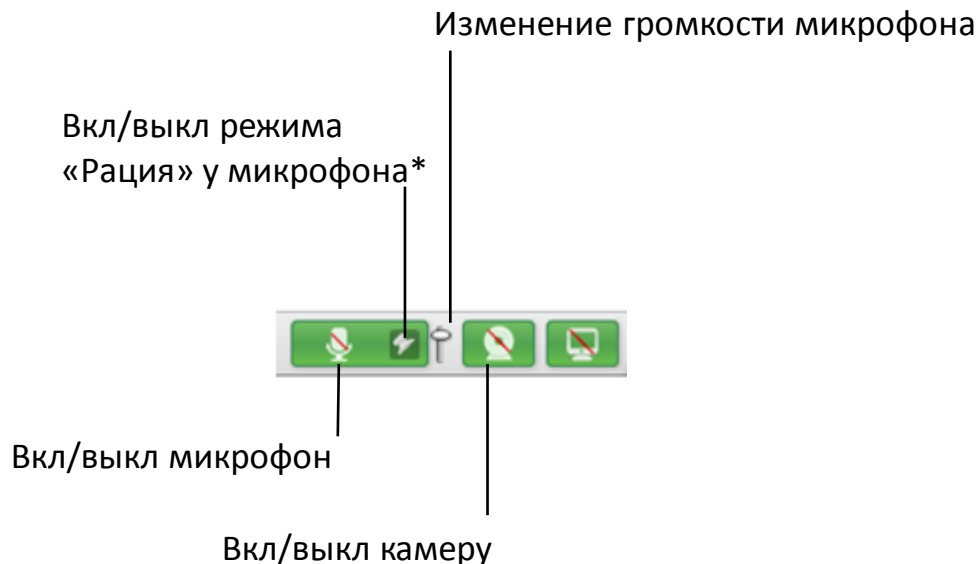 Изменение громкости микрофона
Вкл/выкл режима
«Рация» у микрофона*
Вкл/выкл микрофон
Вкл/выкл камеру